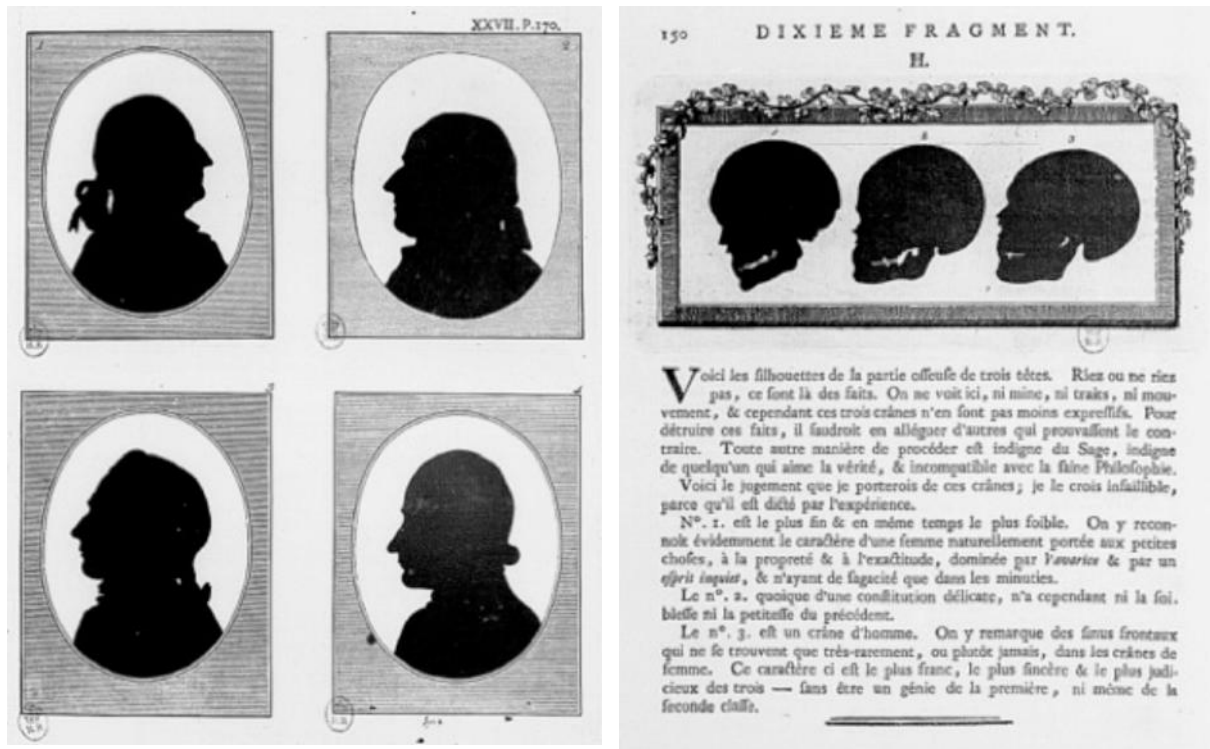 XXVII. P.170.
1
2
3
4
150 DIXIEME FRAGMENT.
H.
1 2 3
Voici les ſilhouettes de la partie oſſeuſe de trois têtes. Riez ou ne riez
pas, ce ſont là des faits. On ne voit ici, ni mine, ni traits, ni mou-
vement, & cependant ces trois crânes n'en ſont pas moins expreſſifs. Pour
détruire ces faits, il faudroit en alléguer d'autres qui prouvaſſent le con-
traire. Toute autre manière de procéder eſt indigne du Sage, indigne
de quelqu'un qui aime la vérité, & incompatible avec la ſaine Philoſophie.
Voici le jugement que je porterois de ces crânes; je le crois infaillible,
parce qu'il eſt dicté par l'expérience.
N°. 1. eſt le plus fin & en même temps le plus foible. On y recon-
noît évidemment le caractère d'une femme naturellement portée aux petites
choſes, à la propreté & à l'exactitude, dominée par l'avarice & par un
eſprit inquiet, & n'ayant de ſagacité que dans les minuties.
Le n°. 2. quoique d'une conſtitution délicate, n'a cependant ni la foi-
bleſſe ni la petiteſſe du précédent.
Le n°. 3. eſt un crâne d'homme. On y remarque des ſinus frontaux
qui ne ſe trouvent que très-rarement, ou plutôt jamais, dans les crânes de
femme. Ce caractère ci eſt le plus franc, le plus ſincère & le plus judi-
cieux des trois — ſans être un génie de la première, ni même de la
ſeconde claſſe.